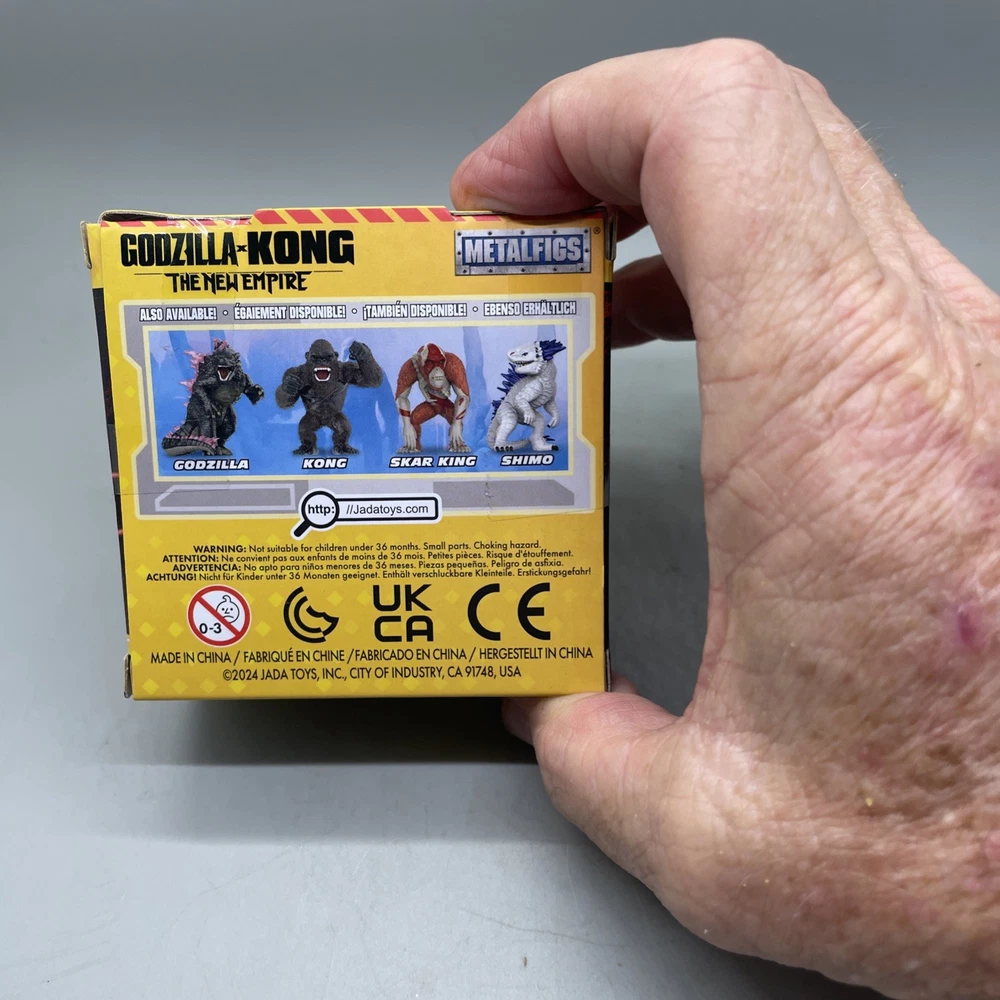 GODZILLA x KONG
THE NEW EMPIRE
METALFIGS ®
ALSO AVAILABLE! • ÉGAIEMENT DISPONIBLE! • ¡TAMBIÉN DISPONIBLE! • EBENSO ERHÄLTLICH
GODZILLA KONG SKAR KING SHIMO
http: //Jadatoys.com
WARNING: Not suitable for children under 36 months. Small parts. Choking hazard.
ATTENTION: Ne convient pas aux enfants de moins de 36 mois. Petites pièces. Risque d'étouffement.
ADVERTENCIA: No apto para niños menores de 36 meses. Piezas pequeñas. Peligro de asfixia.
ACHTUNG! Nicht für Kinder unter 36 Monaten geeignet. Enthält verschluckbare Kleinteile. Erstickungsgefahr!
0-3
UK
CA
CE
MADE IN CHINA / FABRIQUÉ EN CHINE / FABRICADO EN CHINA / HERGESTELLT IN CHINA
©2024 JADA TOYS, INC., CITY OF INDUSTRY, CA 91748, USA